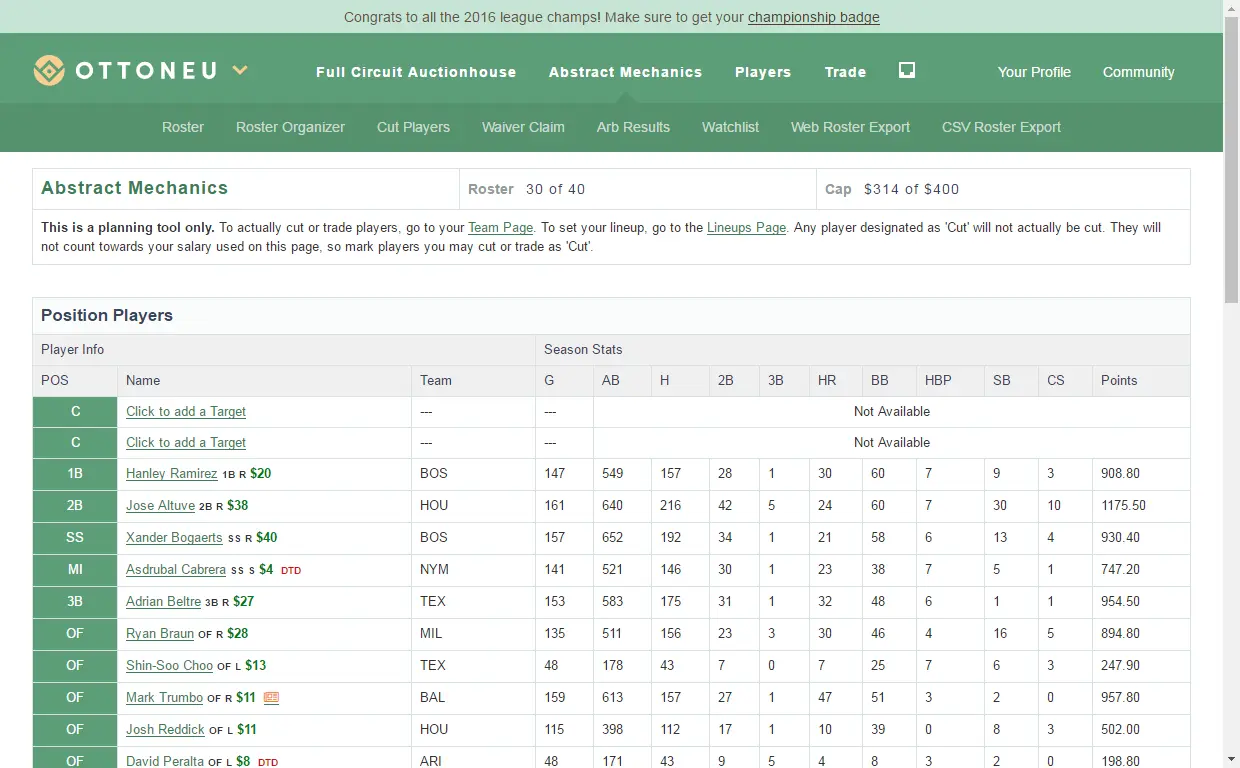 Congrats to all the 2016 league champs! Make sure to get your championship badge
OTTONEU Full Circuit Auctionhouse Abstract Mechanics Players Trade Your Profile Community
Roster Roster Organizer Cut Players Waiver Claim Arb Results Watchlist Web Roster Export CSV Roster Export
Abstract Mechanics Roster 30 of 40 Cap $314 of $400
This is a planning tool only. To actually cut or trade players, go to your Team Page. To set your lineup, go to the Lineups Page. Any player designated as 'Cut' will not actually be cut. They will
not count towards your salary used on this page, so mark players you may cut or trade as 'Cut'.
Position Players
Player Info Season Stats
POS Name Team G AB H 2B 3B HR BB HBP SB CS Points
C Click to add a Target --- --- Not Available
C Click to add a Target --- --- Not Available
1B Hanley Ramirez 1B R $20 BOS 147 549 157 28 1 30 60 7 9 3 908.80
2B Jose Altuve 2B R $38 HOU 161 640 216 42 5 24 60 7 30 10 1175.50
SS Xander Bogaerts SS R $40 BOS 157 652 192 34 1 21 58 6 13 4 930.40
MI Asdrubal Cabrera SS S $4 DTD NYM 141 521 146 30 1 23 38 7 5 1 747.20
3B Adrian Beltre 3B R $27 TEX 153 583 175 31 1 32 48 6 1 1 954.50
OF Ryan Braun OF R $28 MIL 135 511 156 23 3 30 46 4 16 5 894.80
OF Shin-Soo Choo OF L $13 TEX 48 178 43 7 0 7 25 7 6 3 247.90
OF Mark Trumbo OF R $11 BAL 159 613 157 27 1 47 51 3 2 0 957.80
OF Josh Reddick OF L $11 HOU 115 398 112 17 1 10 39 0 8 3 502.00
OF David Peralta OF L $8 DTD ARI 48 171 43 9 5 4 8 3 2 0 198.80